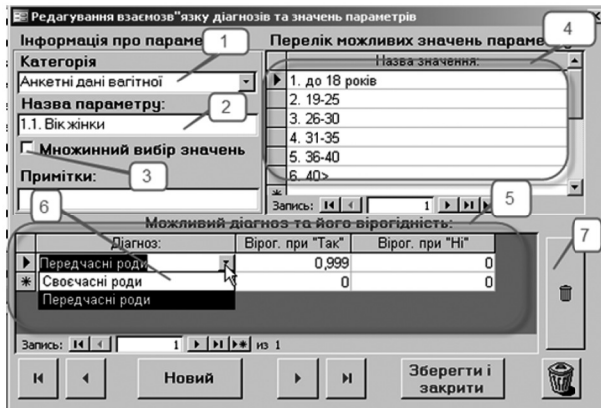 Редагування взаємозв"язку діагнозів та значень параметрів
Інформація про параме
1
Перелік можливих значень параметру
4
Категорія
Анкетні дані вагітної
Назва параметру:
2
1.1. Вік жінки
Множинний вибір значень
3
Примітки:
Назва значення:
1. до 18 років
2. 19-25
3. 26-30
4. 31-35
5. 36-40
6. 40>
Запись: 1
5
6
Можливий діагноз та його вірогідність:
7
Діагноз: Вірог. при "Так" Вірог. при "Ні"
Передчасні роди 0,999 0
Своєчасні роди 0 0
Передчасні роди
Запись: 1 из 1
Новий
Зберегти і
закрити